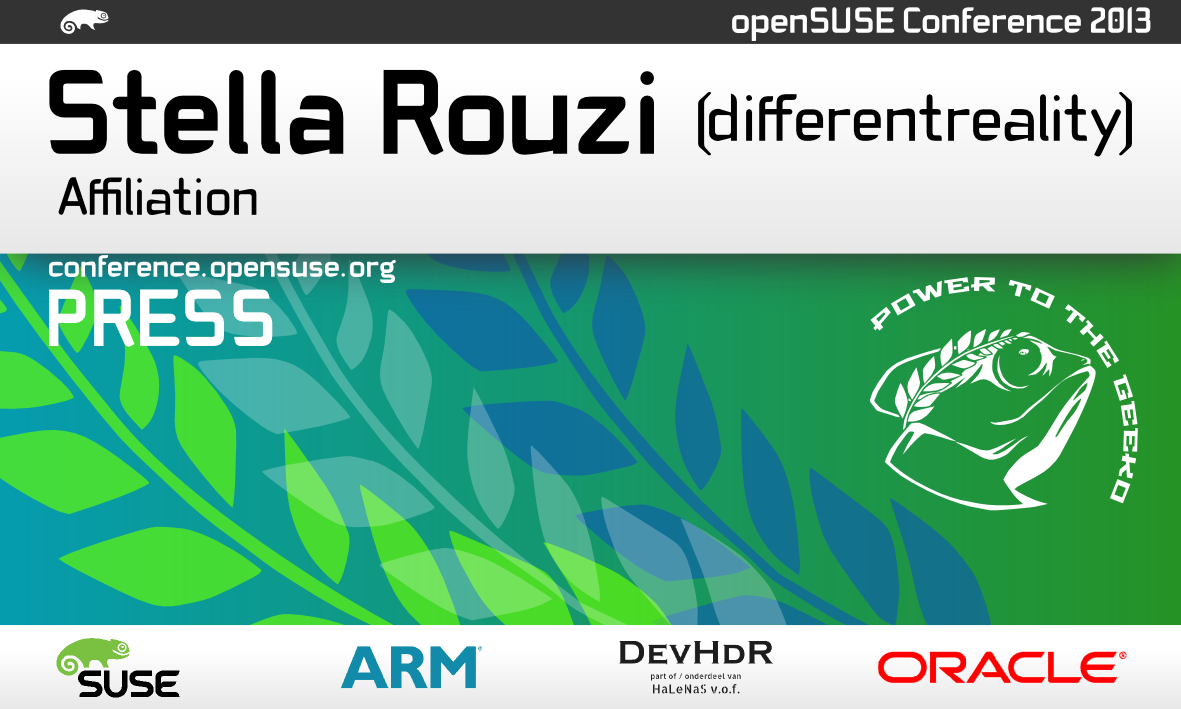 openSUSE Conference 2013
Stella Rouzi (differentreality)
Affiliation
conference.opensuse.org
PRESS
POWER TO THE GEEKO
SUSE
ARM®
DEVHDR
part of / onderdeel van
HaLeNaS v.o.f.
ORACLE®